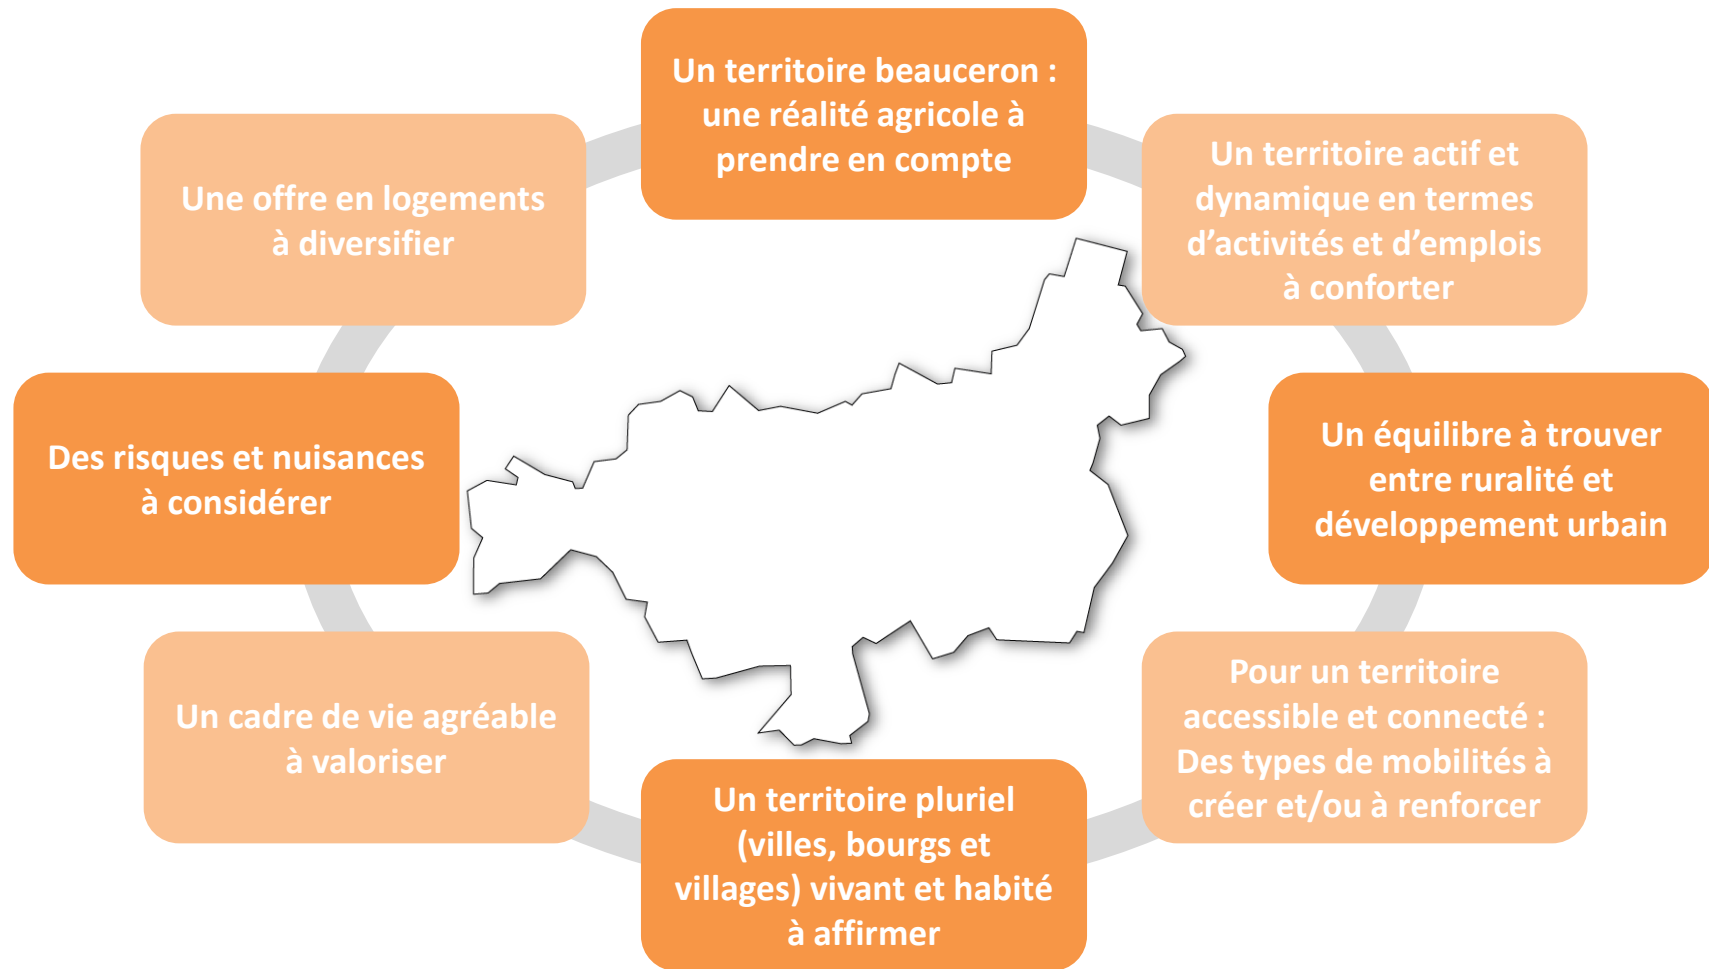 Un territoire beauceron :
une réalité agricole à
prendre en compte
Un territoire actif et
dynamique en termes
d’activités et d’emplois
à conforter
Un équilibre à trouver
entre ruralité et
développement urbain
Pour un territoire
accessible et connecté :
Des types de mobilités à
créer et/ou à renforcer
Un territoire pluriel
(villes, bourgs et
villages) vivant et habité
à affirmer
Un cadre de vie agréable
à valoriser
Des risques et nuisances
à considérer
Une offre en logements
à diversifier